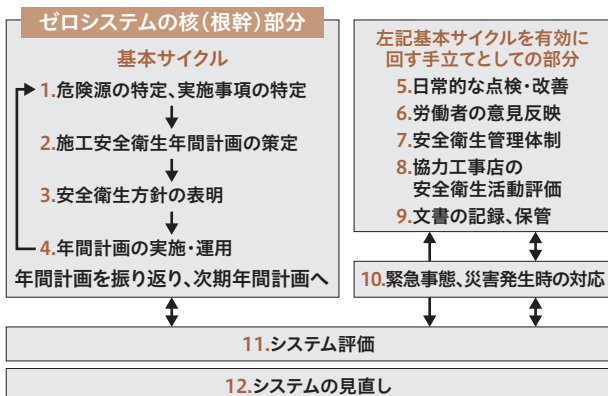 ゼロシステムの核（根幹）部分
基本サイクル
1.危険源の特定、実施事項の特定
2.施工安全衛生年間計画の策定
3.安全衛生方針の表明
4.年間計画の実施・運用
年間計画を振り返り、次期年間計画へ
左記基本サイクルを有効に
回す手立てとしての部分
5.日常的な点検・改善
6.労働者の意見反映
7.安全衛生管理体制
8.協力工事店の
安全衛生活動評価
9.文書の記録、保管
10.緊急事態、災害発生時の対応
11.システム評価
12.システムの見直し